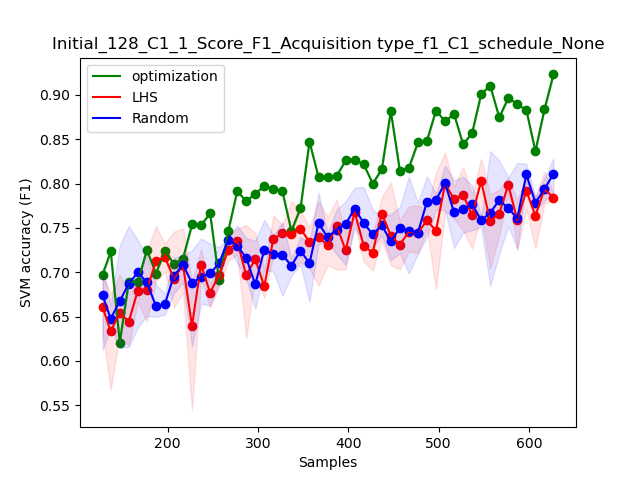 Initial_128_C1_1_Score_F1_Acquisition type_f1_C1_schedule_None
optimization
LHS
Random
0.90
0.85
0.80
0.75
0.70
0.65
0.60
0.55
SVM accuracy (F1)
200 300 400 500 600
Samples